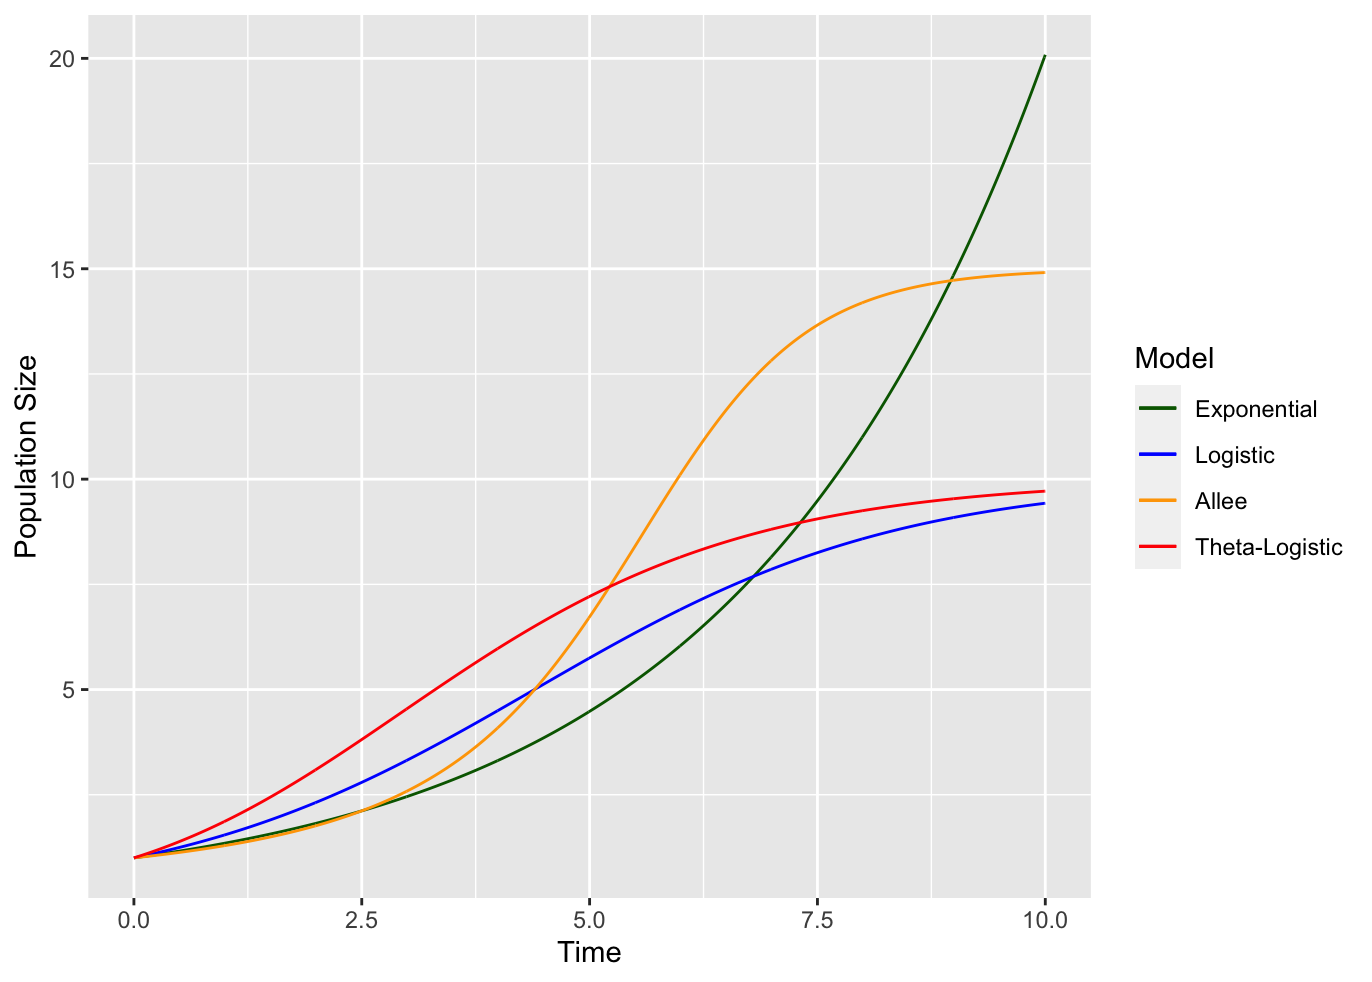 Population Size
20
15
10
5
0.0 2.5 5.0 7.5 10.0
Time
Model
Exponential
Logistic
Allee
Theta-Logistic